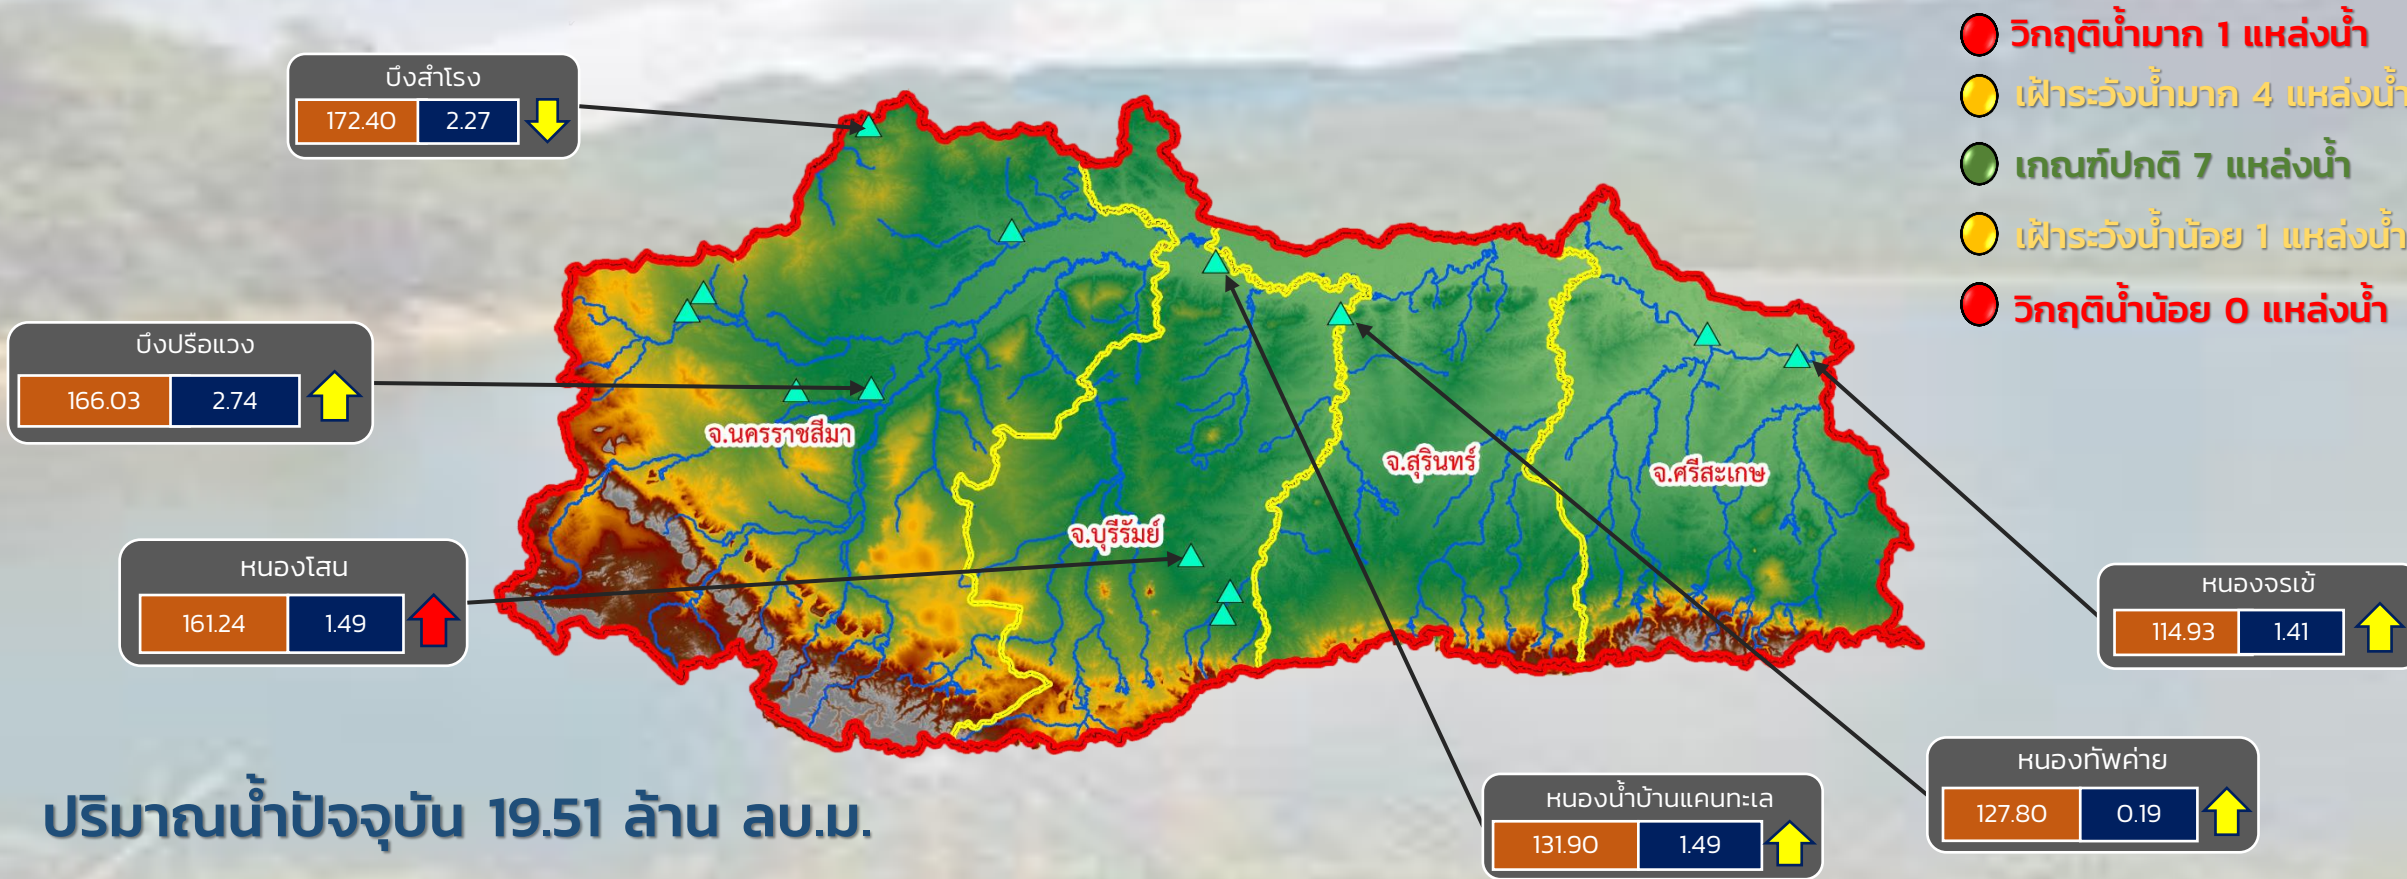 วิกฤติน้ำมาก 1 แหล่งน้ำ
เฝ้าระวังน้ำมาก 4 แหล่งน้ำ
เกณฑ์ปกติ 7 แหล่งน้ำ
เฝ้าระวังน้ำน้อย 1 แหล่งน้ำ
วิกฤติน้ำน้อย 0 แหล่งน้ำ
บึงสำโรง
172.40 2.27
บึงปรือแวง
166.03 2.74
หนองโสน
161.24 1.49
จ.นครราชสีมา
จ.บุรีรัมย์
จ.สุรินทร์
จ.ศรีสะเกษ
หนองจรเข้
114.93 1.41
หนองทัพค่าย
127.80 0.19
หนองน้ำบ้านแคนทะเล
131.90 1.49
ปริมาณน้ำปัจจุบัน 19.51 ล้าน ลบ.ม.